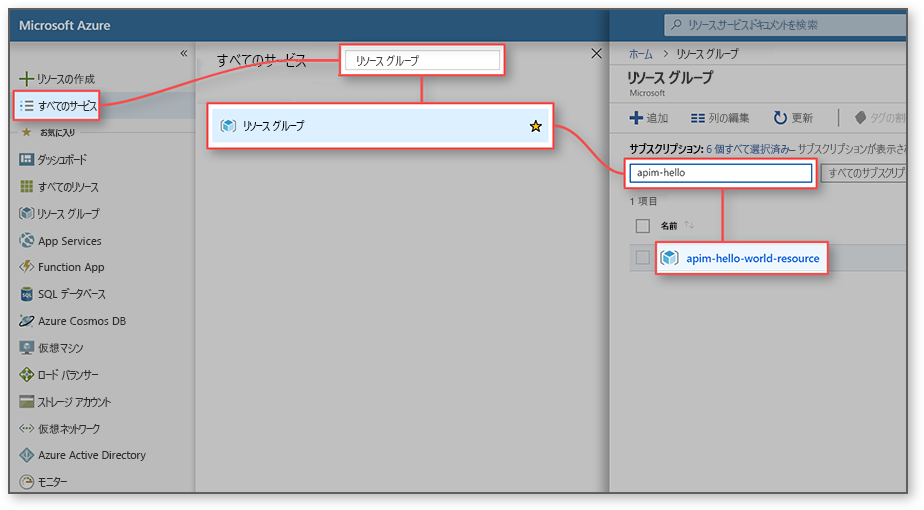 Microsoft Azure
リソース サービス ドキュメントを検索
«
リソースの作成
すべてのサービス
お気に入り
ダッシュボード
すべてのリソース
リソース グループ
App Services
Function App
SQL データベース
Azure Cosmos DB
仮想マシン
ロード バランサー
ストレージ アカウント
仮想ネットワーク
Azure Active Directory
モニター
すべてのサービス
リソース グループ
リソース グループ
ホーム > リソース グループ
リソース グループ
Microsoft
追加 列の編集 更新 タグの割
サブスクリプション: 6 個すべて選択済み– サブスクリプションが表示され
apim-hello すべてのサブスクリプ
1 項目
名前 ↑↓
apim-hello-world-resource